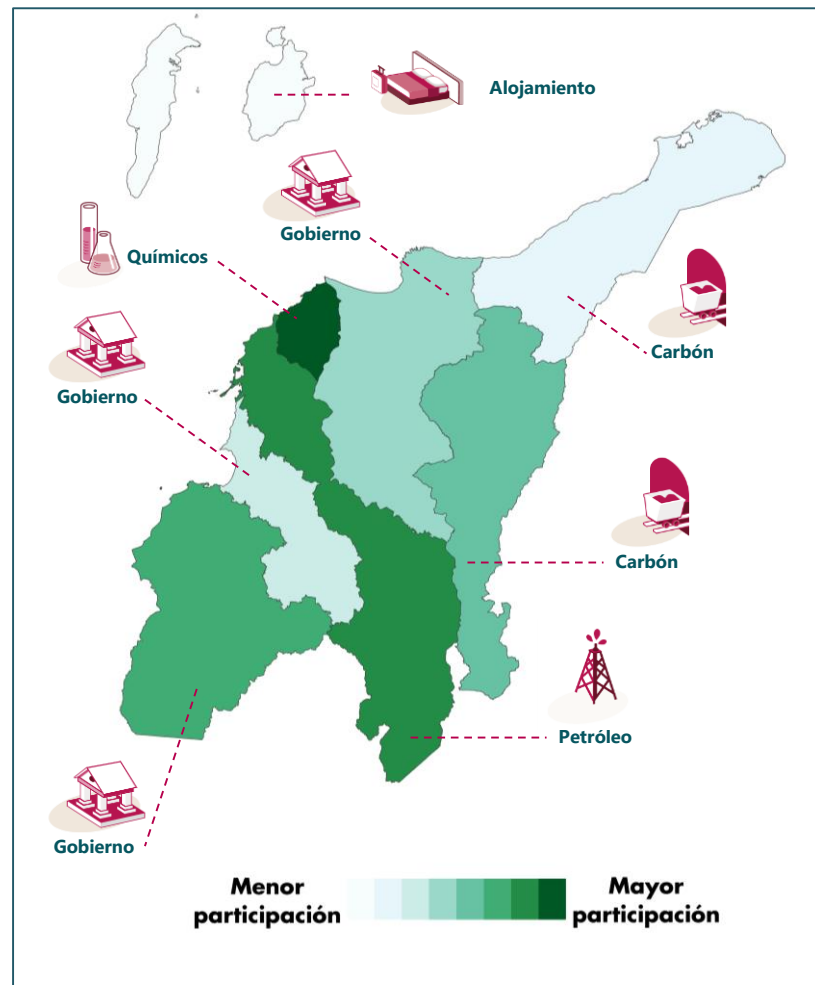 Alojamiento
Gobierno
Químicos
Carbón
Gobierno
Carbón
Petróleo
Gobierno
Menor
participación
Mayor
participación